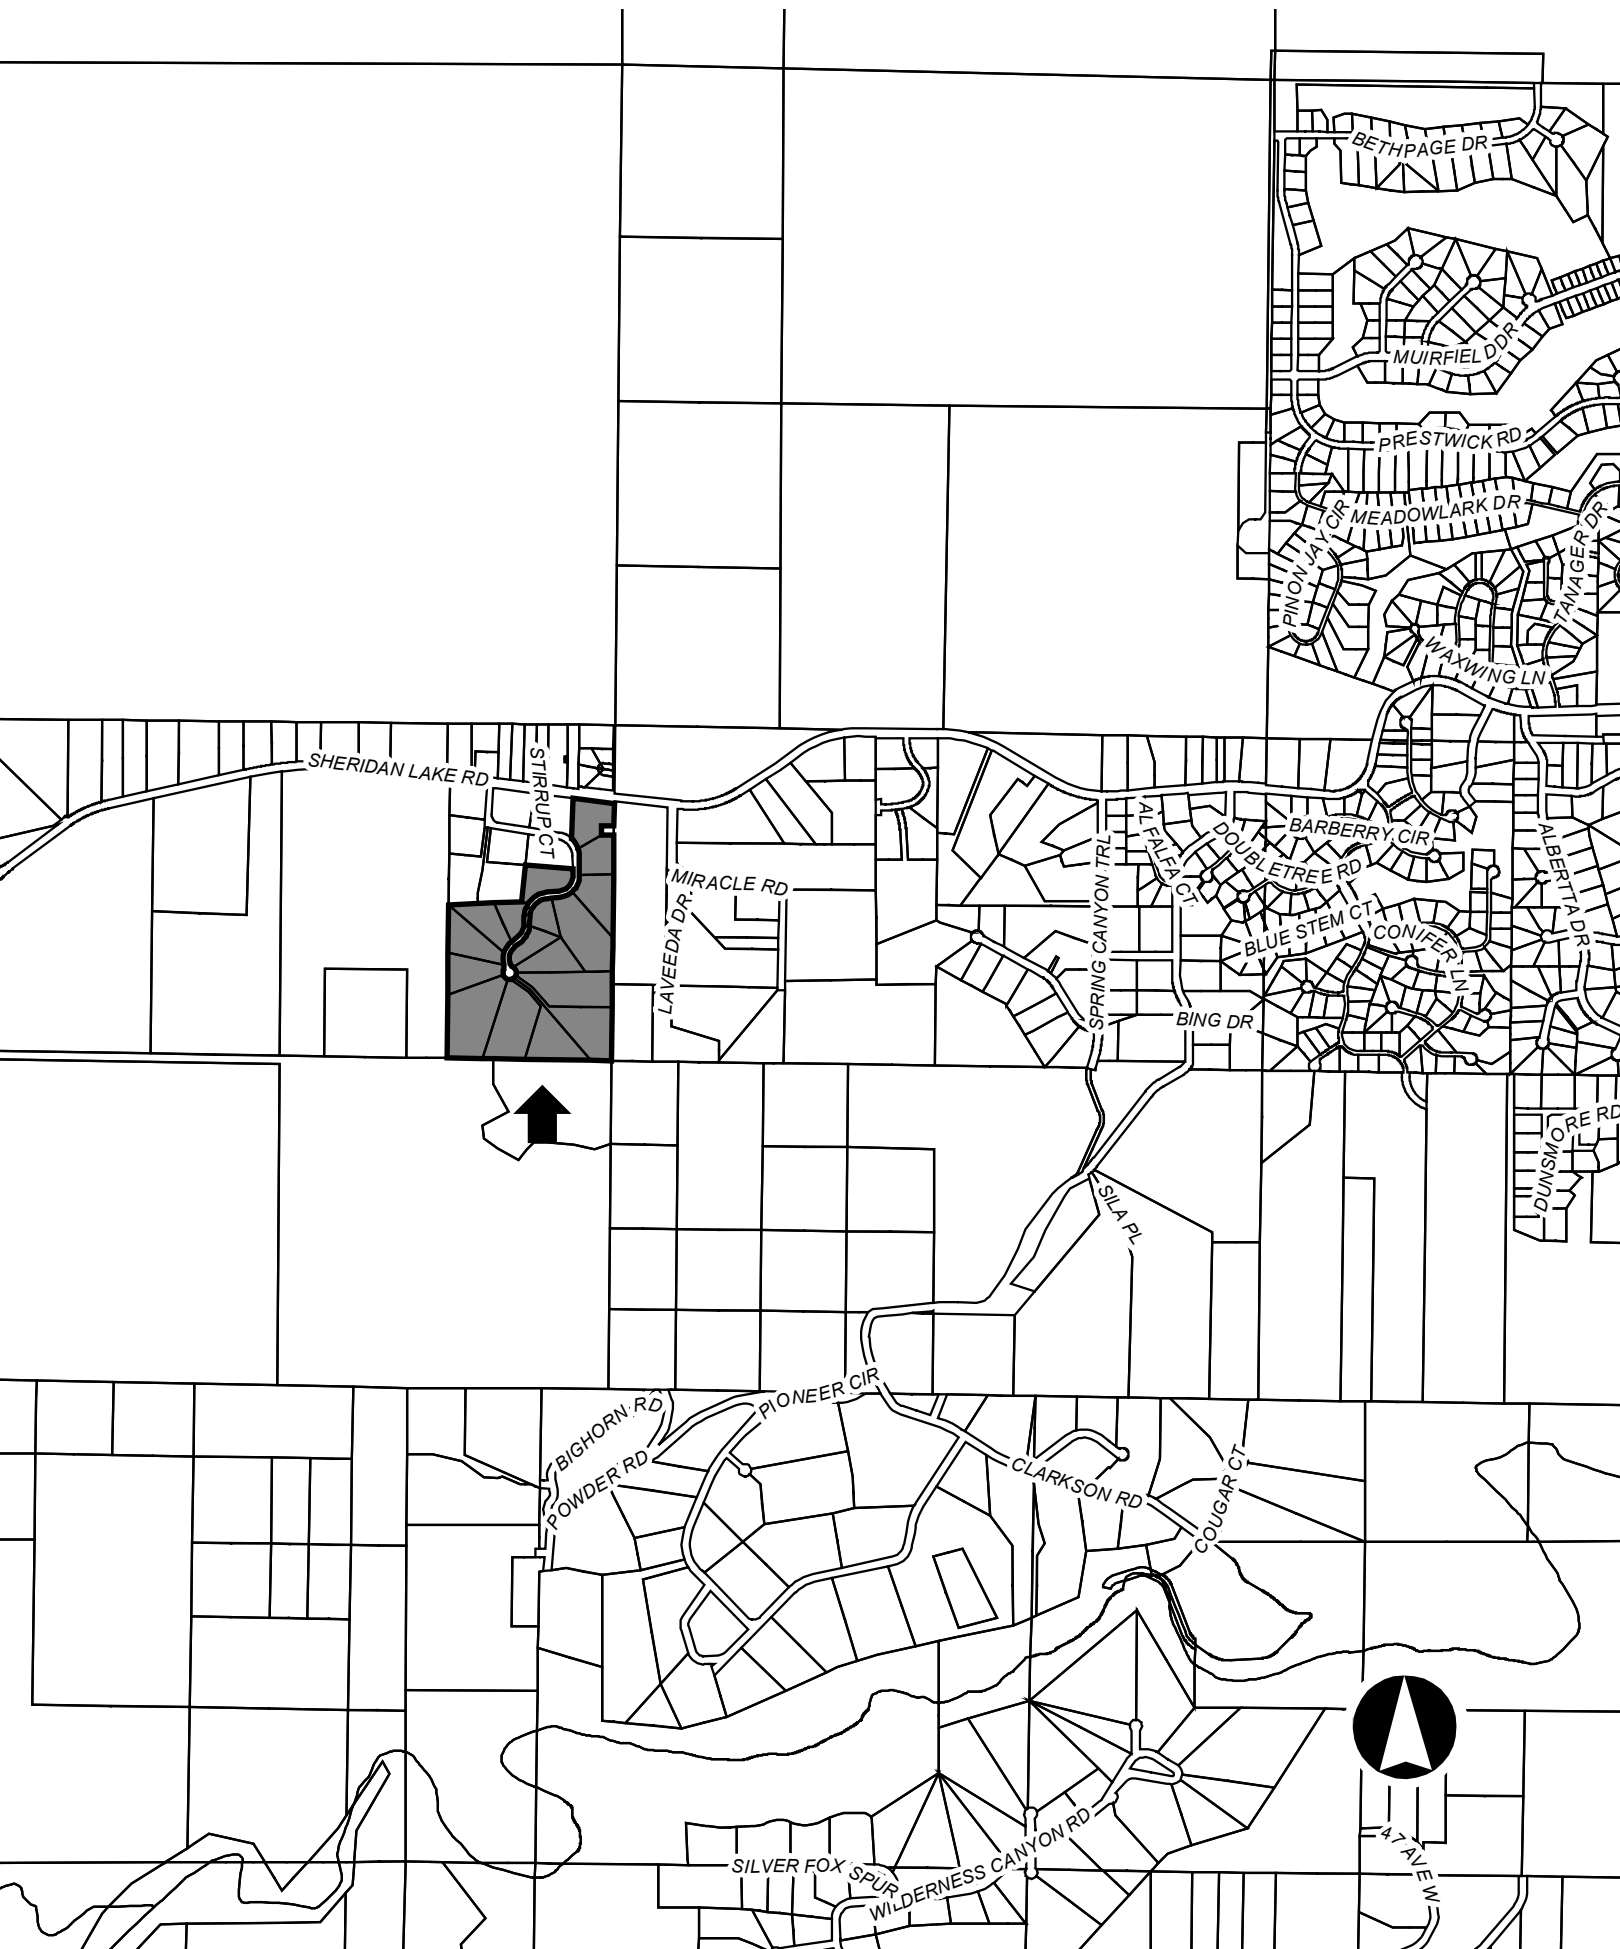 BETHPAGE DR
MUIRFIELD DR
PRESTWICK RD
MEADOWLARK DR
PINON JAY CIR
TANAGER DR
WAXWING LN
SHERIDAN LAKE RD
STIRRUP CT
ALFALFA CT
DOUBLETREE RD
BARBERRY CIR
ALBERTTA DR
SPRING CANYON TRL
MIRACLE RD
LAVEEDA DR
BLUE STEM CT
CONIFER LN
BING DR
DUNSMORE RD
SILA PL
PIONEER CIR
BIGHORN RD
POWDER RD
CLARKSON RD
COUGAR CT
SILVER FOX SPUR
WILDERNESS CANYON RD
47 AVE W